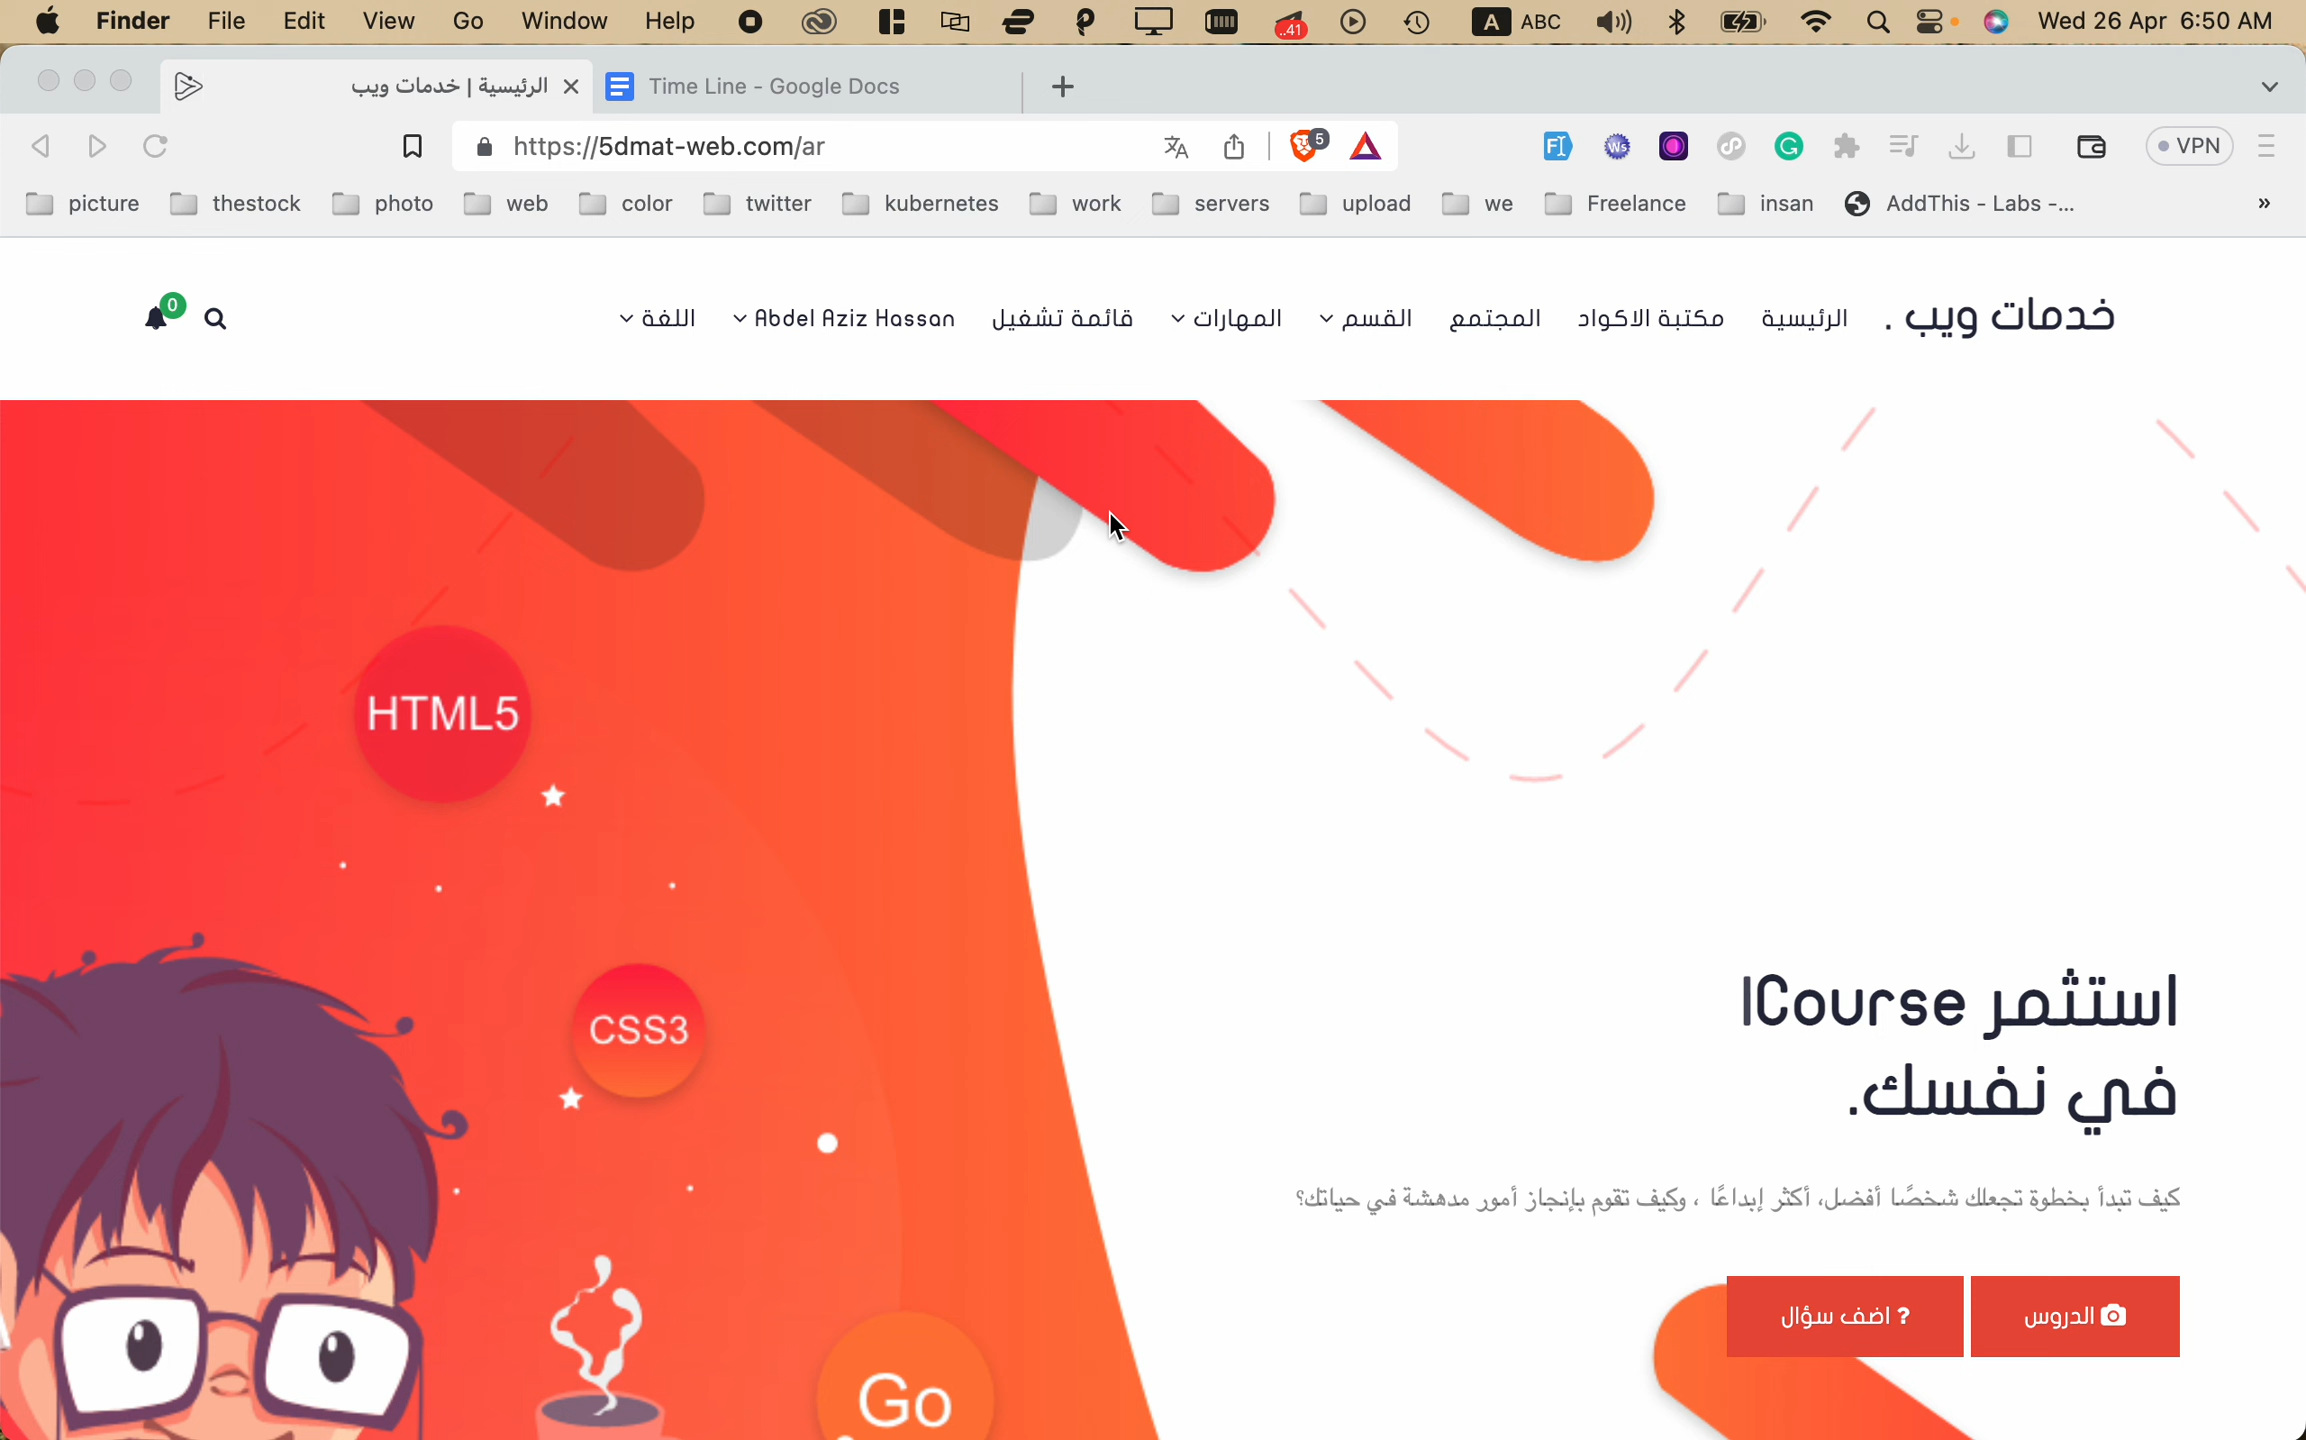 Finder File Edit View Go Window Help ..41 A ABC Wed 26 Apr 6:50 AM
الرئيسية | خدمات ويب
Time Line - Google Docs
https://5dmat-web.com/ar 5 FI Ws VPN
picture thestock photo web color twitter kubernetes work servers upload we Freelance insan AddThis - Labs -... »
خدمات ويب . الرئيسية مكتبة الاكواد المجتمع القسم المهارات قائمة تشغيل Abdel Aziz Hassan اللغة 0
HTML5
CSS3
Go
استثمر ICourse
في نفسك.
كيف تبدأ بخطوة تجعلك شخصًا أفضل، أكثر إبداعًا ، وكيف تقوم بإنجاز أمور مدهشة في حياتك؟
الدروس
? اضف سؤال